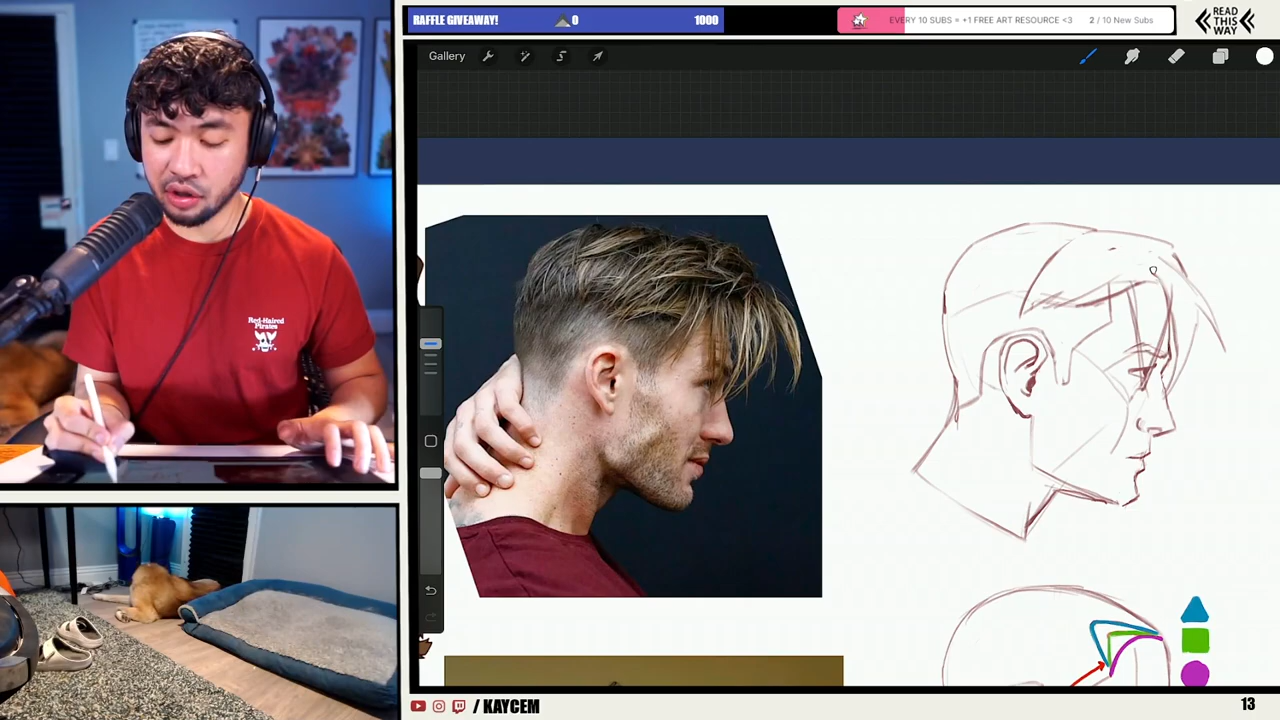 RAFFLE GIVEAWAY!
0
1000
EVERY 10 SUBS = +1 FREE ART RESOURCE <3
2 / 10 New Subs
READ
THIS
WAY
Gallery
Red-Haired
Pirates
/ KAYCEM
13